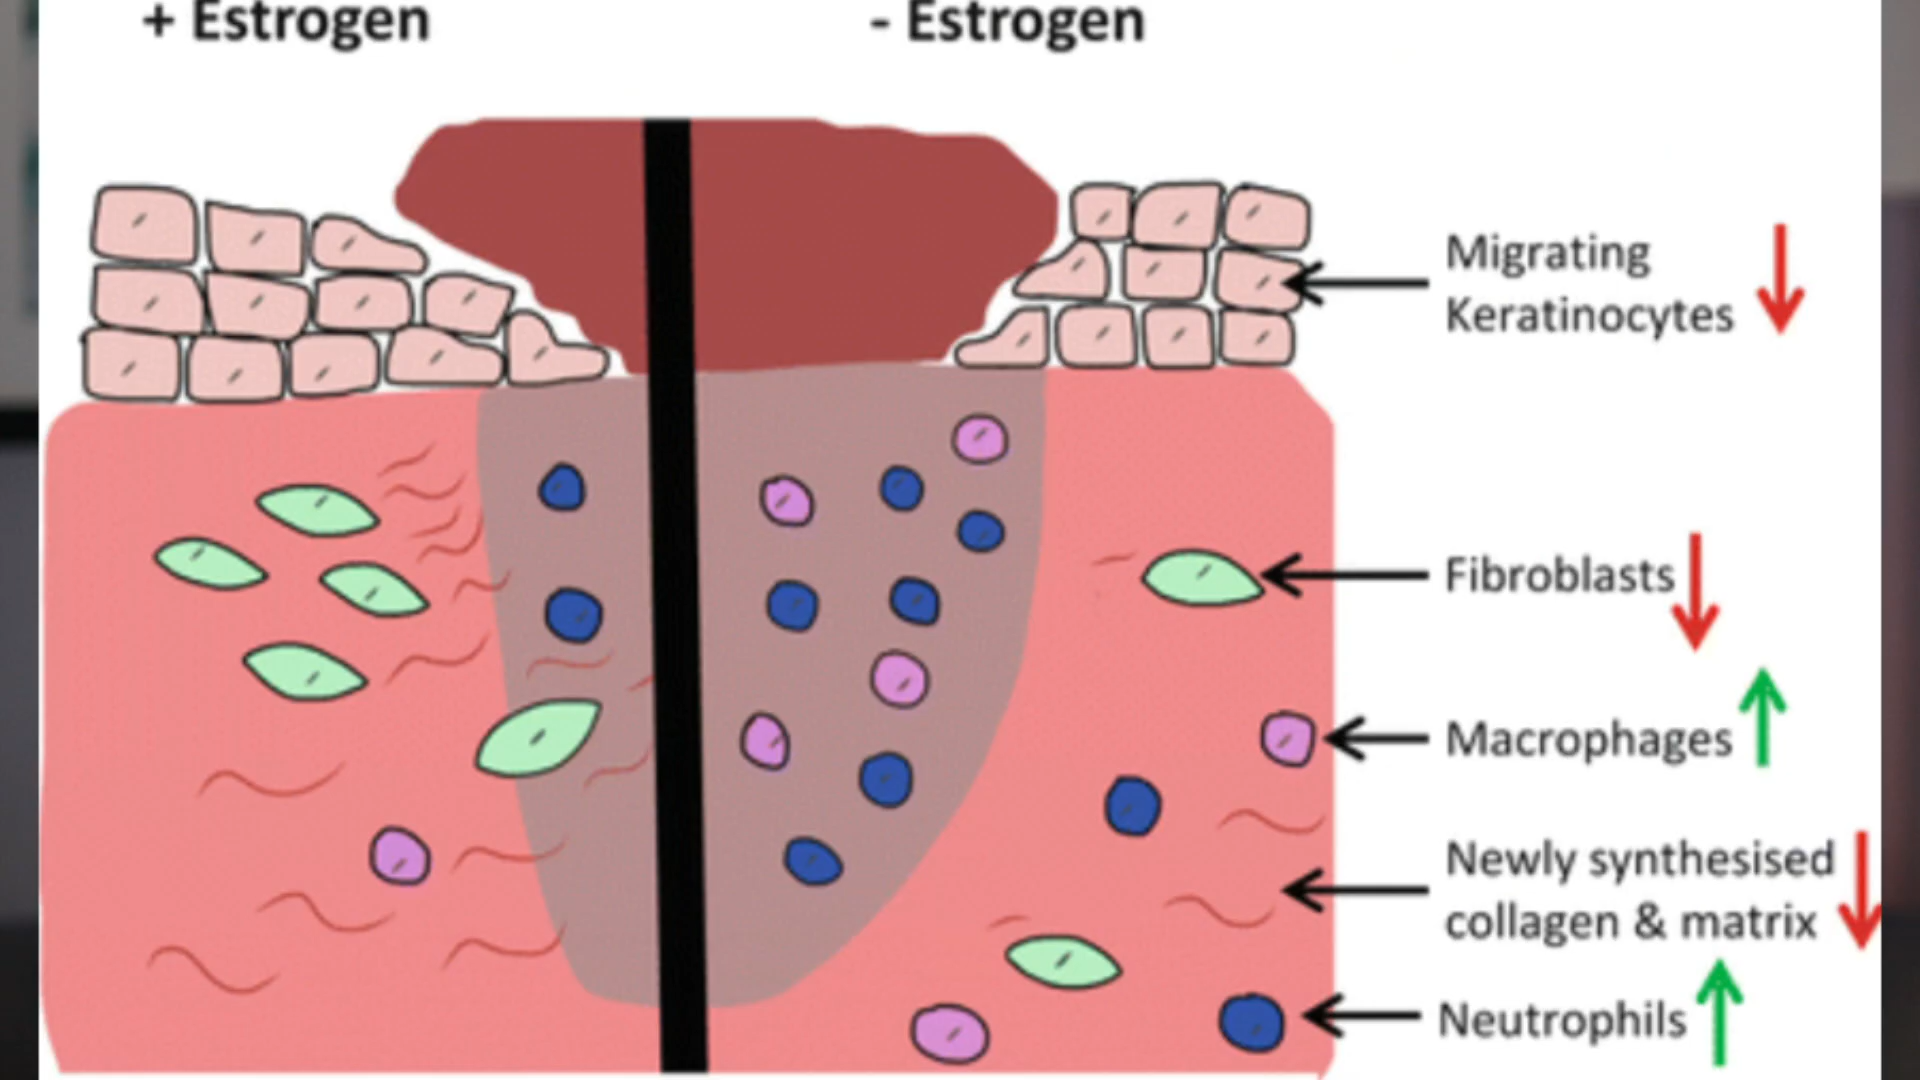 + Estrogen
- Estrogen
Migrating
Keratinocytes
Fibroblasts
Macrophages
Newly synthesised
collagen & matrix
Neutrophils